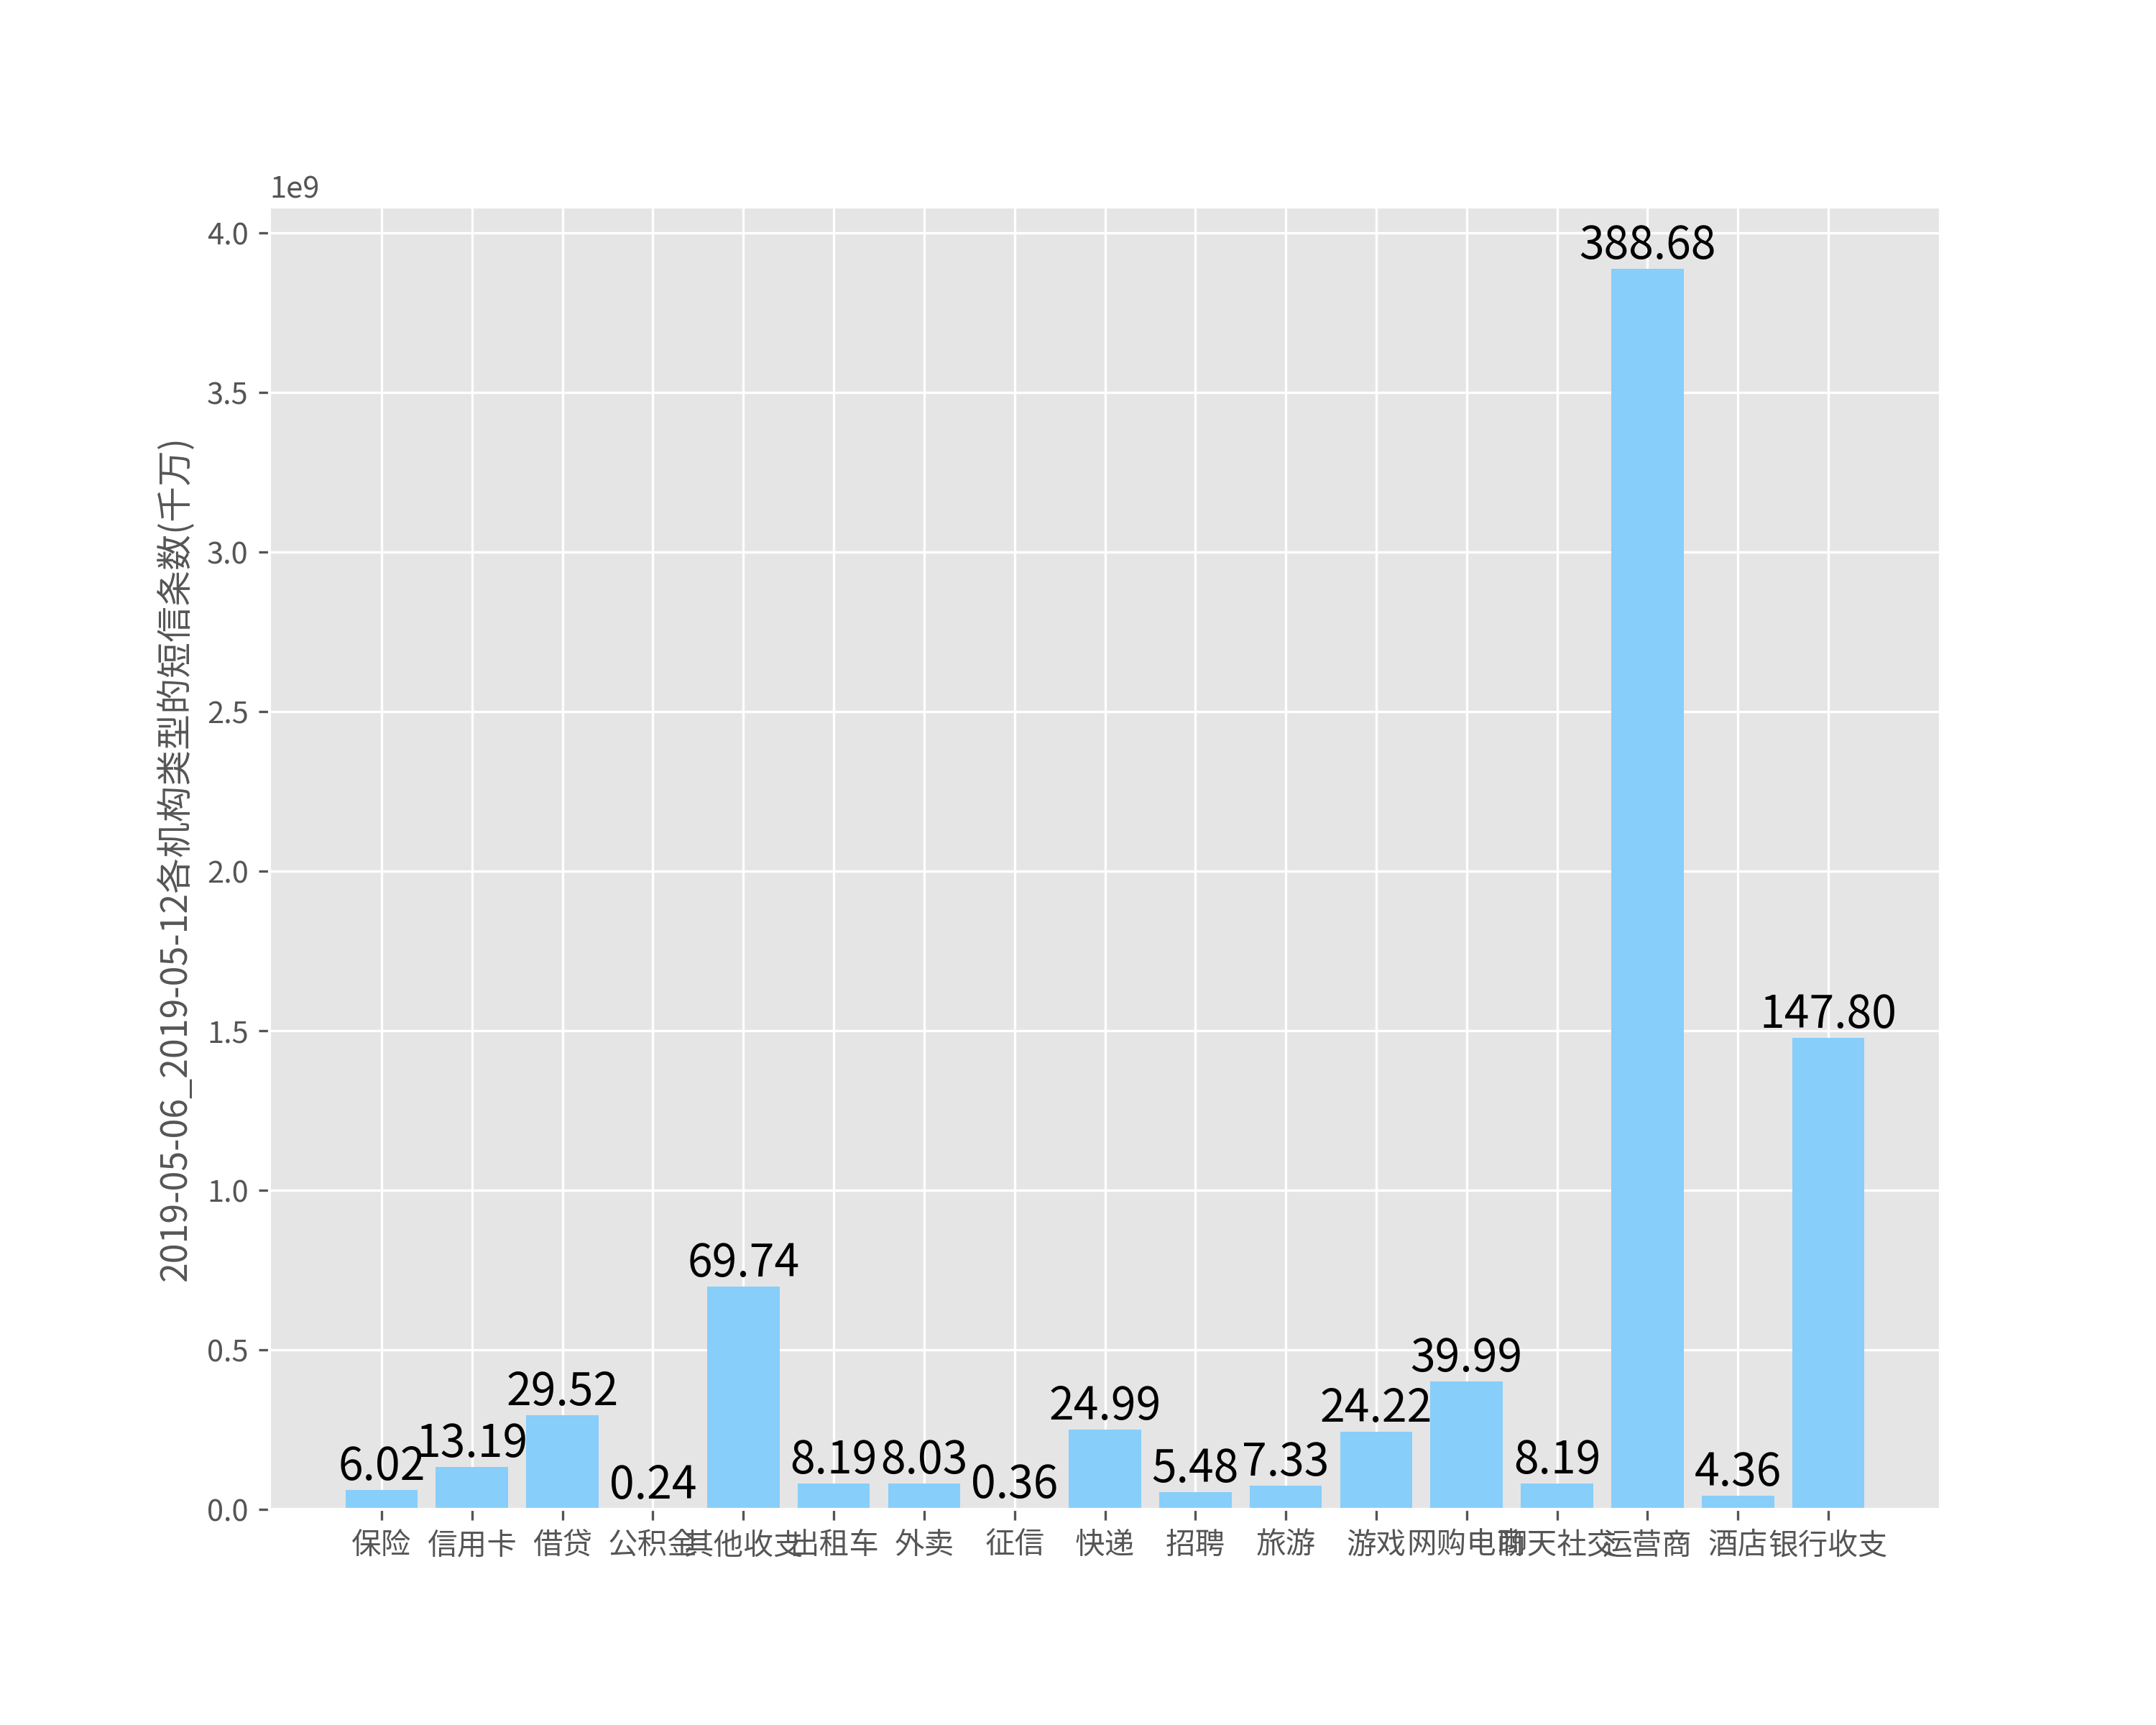 1e9
4.0
3.5
3.0
2.5
2.0
1.5
1.0
0.5
0.0
2019-05-06_2019-05-12各机构类型的短信条数(千万)
6.02
13.19
29.52
0.24
69.74
8.19
8.03
0.36
24.99
5.48
7.33
24.22
39.99
8.19
388.68
4.36
147.80
保险
信用卡
借贷
公积金
其他收支
出租车
外卖
征信
快递
招聘
旅游
游戏
网购电商
聊天社交
运营商
酒店
银行收支